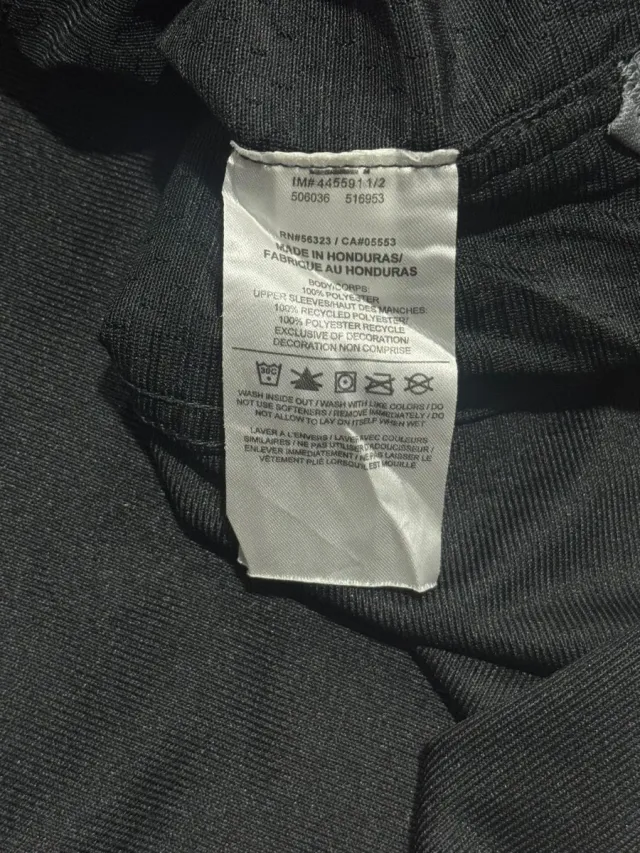 IM# 445591 1/2
506036 516953
RN#56323 / CA#05553
MADE IN HONDURAS/
FABRIQUE AU HONDURAS
BODY/CORPS:
100% POLYESTER
UPPER SLEEVES/HAUT DES MANCHES:
100% RECYCLED POLYESTER/
100% POLYESTER RECYCLE
EXCLUSIVE OF DECORATION/
DECORATION NON COMPRISE
30C
WASH INSIDE OUT / WASH WITH LIKE COLORS / DO
NOT USE SOFTENERS / REMOVE IMMEDIATELY / DO
NOT ALLOW TO LAY ON ITSELF WHEN WET
LAVER A L'ENVERS / LAVER AVEC COULEURS
SIMILAIRES / NE PAS UTILISER D'ADOUCISSEUR /
ENLEVER IMMEDIATEMENT / NE PAS LAISSER LE
VÊTEMENT PLIÉ LORSQU'IL EST MOUILLE